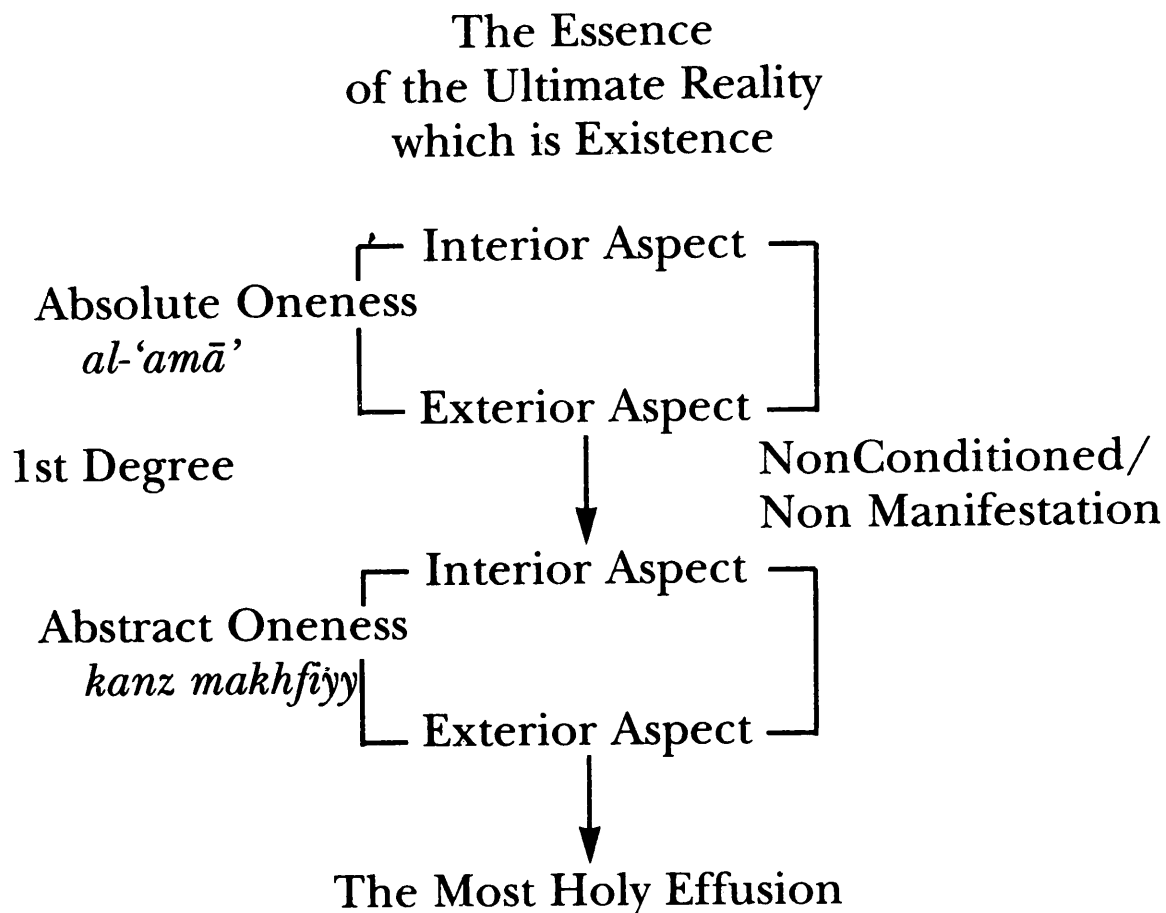 The Essence
of the Ultimate Reality
which is Existence
Interior Aspect
Absolute Oneness
al-‘amā’
Exterior Aspect
1st Degree
NonConditioned/
Non Manifestation
Interior Aspect
Abstract Oneness
kanz makhfiyy
Exterior Aspect
The Most Holy Effusion